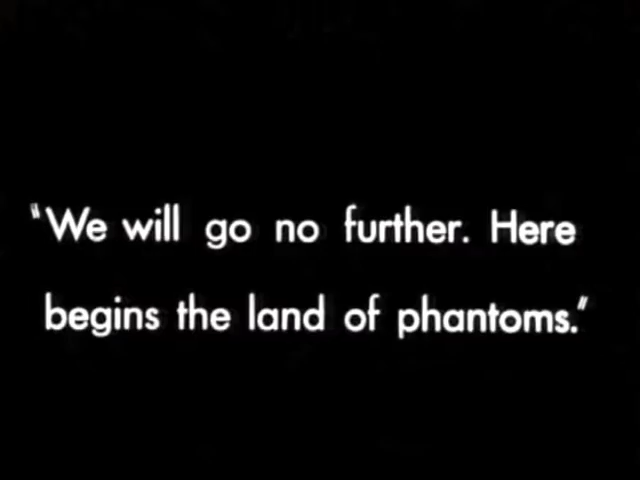 "We will go no further. Here
begins the land of phantoms."